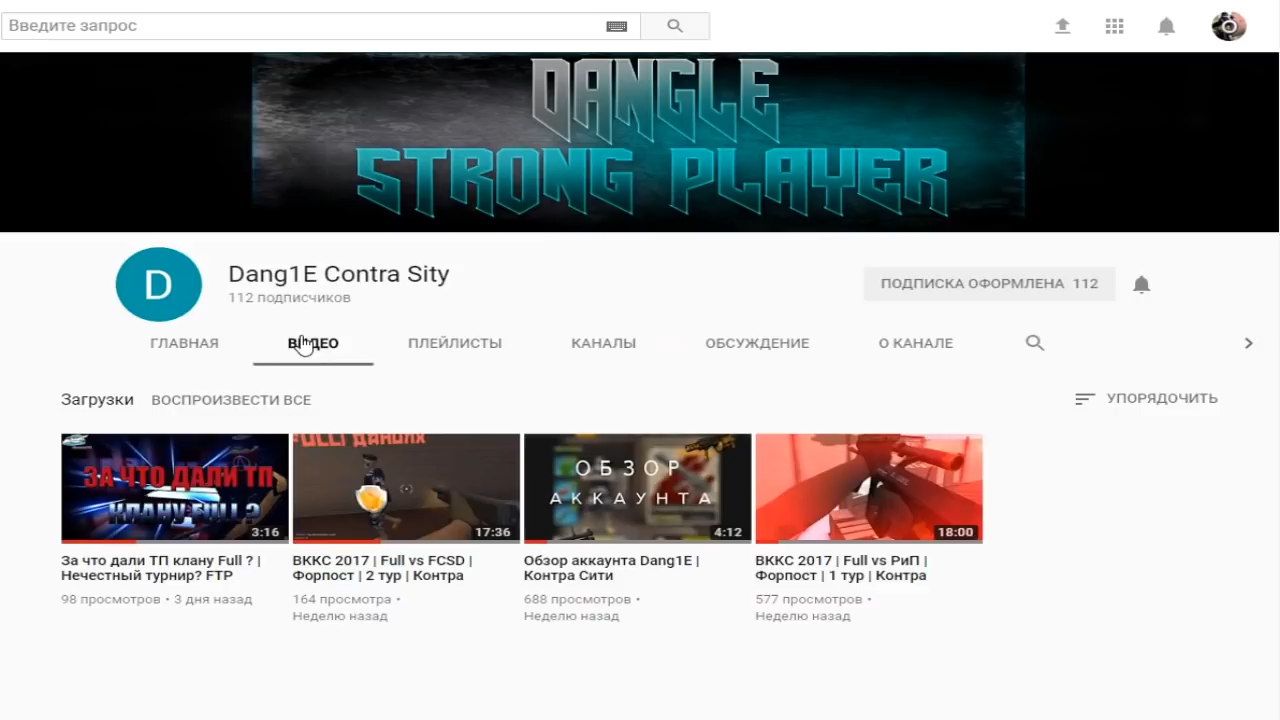 Введите запрос
DANGLE
STRONG PLAYER
D
Dang1E Contra Sity
112 подписчиков
ПОДПИСКА ОФОРМЛЕНА 112
ГЛАВНАЯ ВИДЕО ПЛЕЙЛИСТЫ КАНАЛЫ ОБСУЖДЕНИЕ О КАНАЛЕ
Загрузки ВОСПРОИЗВЕСТИ ВСЕ
УПОРЯДОЧИТЬ
ЗА ЧТО ДАЛИ ТП
КЛАНУ FULL ?
3:16
За что дали ТП клану Full ? |
Нечестный турнир? FTP
98 просмотров • 3 дня назад
17:36
ВККС 2017 | Full vs FCSD |
Форпост | 2 тур | Контра
164 просмотра •
Неделю назад
ОБЗОР
АККАУНТА
4:12
Обзор аккаунта Dang1E |
Контра Сити
688 просмотров •
Неделю назад
18:00
ВККС 2017 | Full vs РиП |
Форпост | 1 тур | Контра
577 просмотров •
Неделю назад